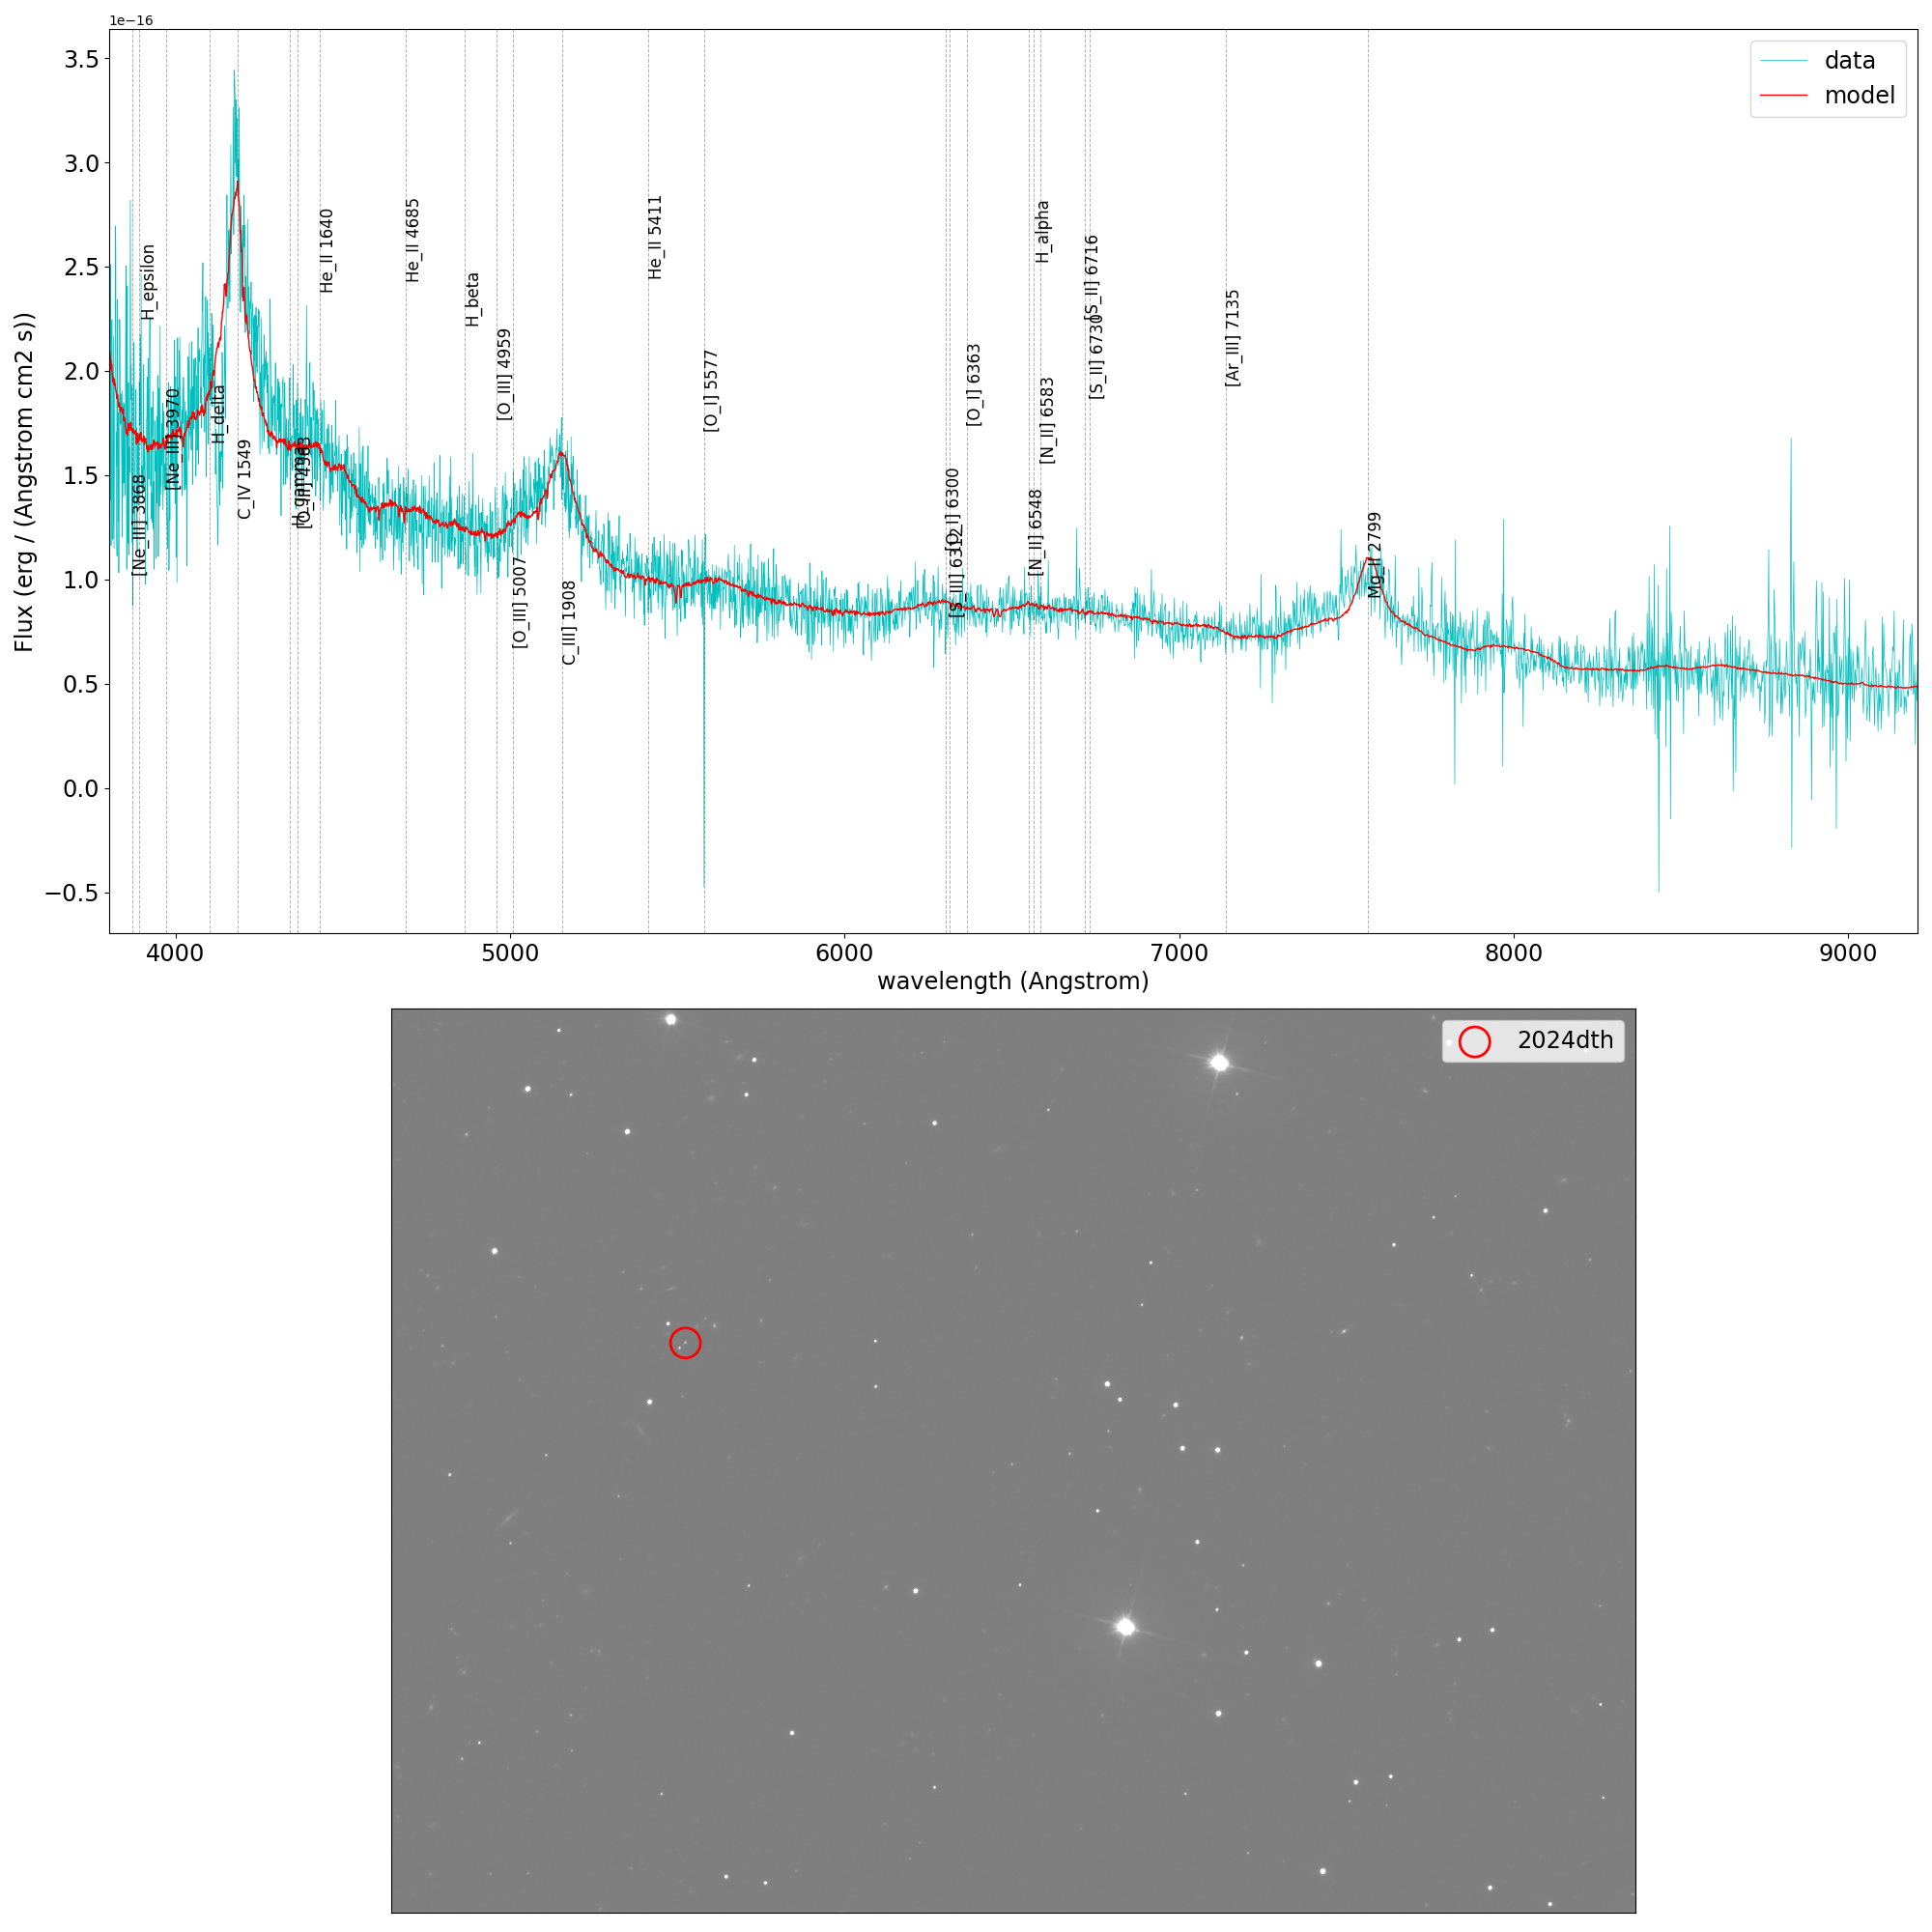 1e−16
data
model
3.5
3.0
2.5
2.0
1.5
1.0
0.5
0.0
−0.5
Flux (erg / (Angstrom cm2 s))
[Ne_III] 3868
H_epsilon
[Ne_III] 3970
H_delta
C_IV 1549
H_gamma
He_II 1640
He_II 4685
H_beta
[O_III] 4959
[O_III] 5007
C_III] 1908
He_II 5411
[O_I] 5577
[O_I] 6300
[S_III] 6312
[O_I] 6363
[N_II] 6548
H_alpha
[N_II] 6583
[S_II] 6716
[S_II] 6730
[Ar_III] 7135
Mg_II 2799
4000 5000 6000 7000 8000 9000
wavelength (Angstrom)
2024dth